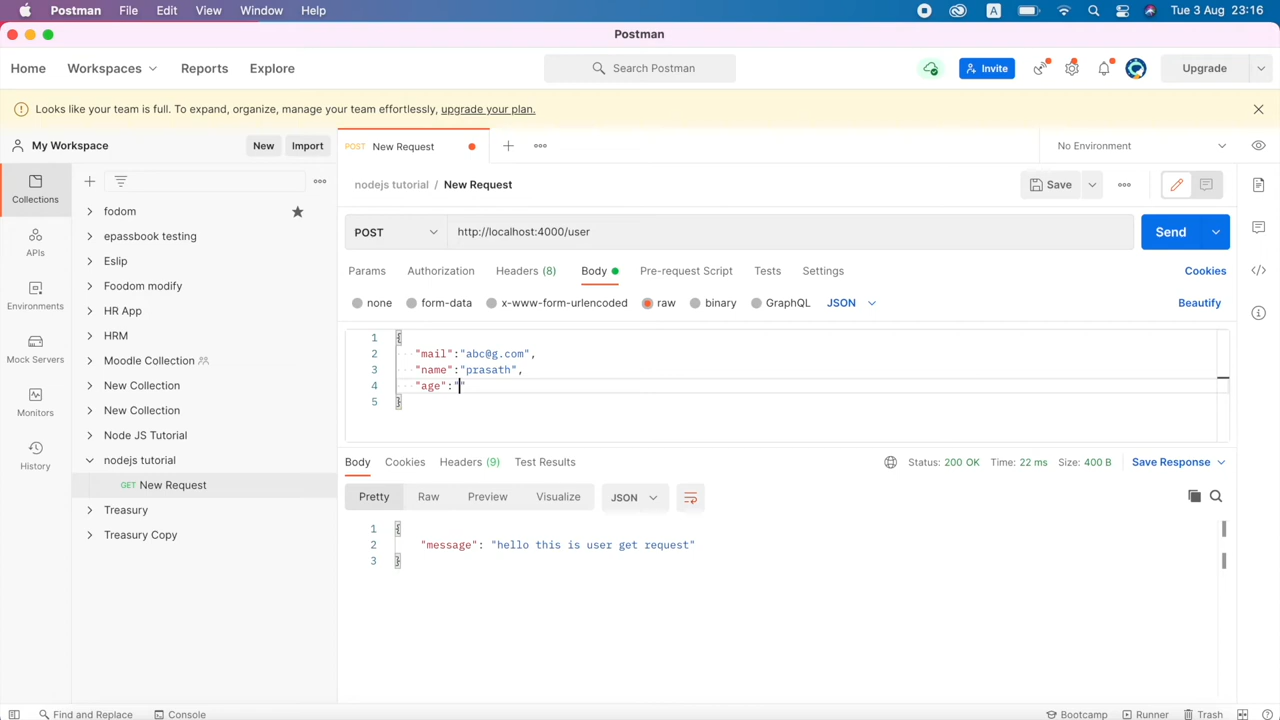 Postman File Edit View Window Help A Tue 3 Aug 23:16
Postman
Home Workspaces Reports Explore Search Postman Invite Upgrade
Looks like your team is full. To expand, organize, manage your team effortlessly, upgrade your plan.
My Workspace New Import POST New Request No Environment
Collections
APIs
Environments
Mock Servers
Monitors
History
fodom
epassbook testing
Eslip
Foodom modify
HR App
HRM
Moodle Collection
New Collection
New Collection
Node JS Tutorial
nodejs tutorial
GET New Request
Treasury
Treasury Copy
nodejs tutorial / New Request Save
POST http://localhost:4000/user Send
Params Authorization Headers (8) Body Pre-request Script Tests Settings Cookies
none form-data x-www-form-urlencoded raw binary GraphQL JSON Beautify
1 {
2 "mail":"abc@g.com",
3 "name":"prasath",
4 "age":""
5 }
Body Cookies Headers (9) Test Results Status: 200 OK Time: 22 ms Size: 400 B Save Response
Pretty Raw Preview Visualize JSON
1 {
2 "message": "hello this is user get request"
3 }
Find and Replace Console Bootcamp Runner Trash